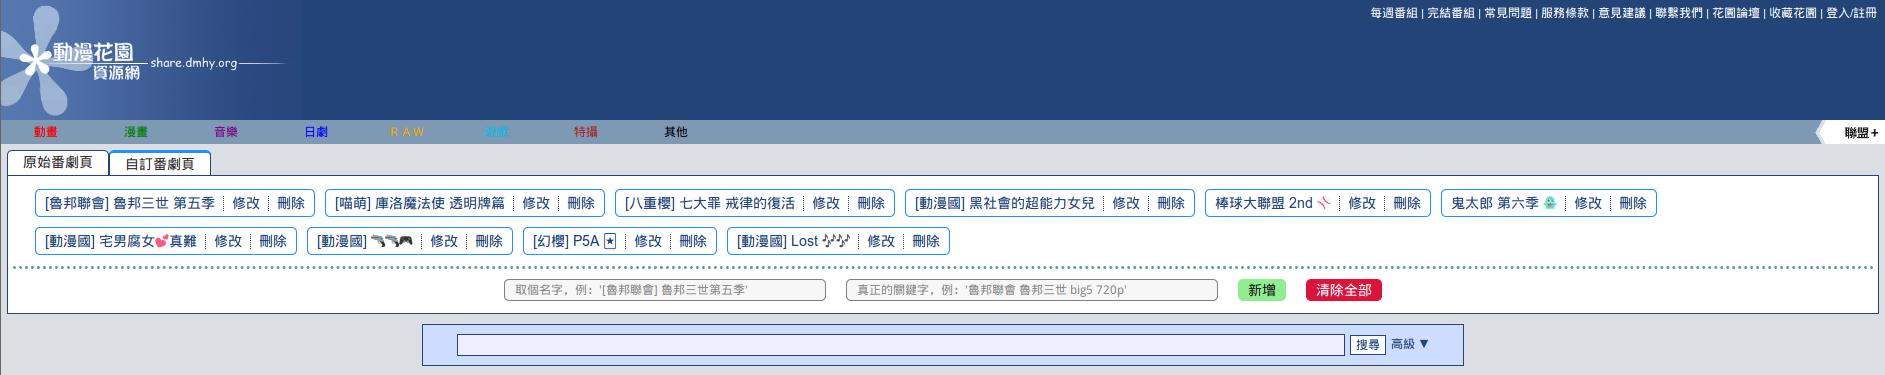 每週番組 | 完結番組 | 常見問題 | 服務條款 | 意見建議 | 聯繫我們 | 花園論壇 | 收藏花園 | 登入/註冊
動漫花園
資源網
share.dmhy.org
動畫 漫畫 音樂 日劇 ＲＡＷ 遊戲 特攝 其他 聯盟+
原始番劇頁 自訂番劇頁
[魯邦聯會] 魯邦三世 第五季 修改 刪除 [喵萌] 庫洛魔法使 透明牌篇 修改 刪除 [八重櫻] 七大罪 戒律的復活 修改 刪除 [動漫國] 黑社會的超能力女兒 修改 刪除 棒球大聯盟 2nd ⚾ 修改 刪除 鬼太郎 第六季 👻 修改 刪除
[動漫國] 宅男腐女💕真難 修改 刪除 [動漫國] 🔫🔫🎮 修改 刪除 [幻櫻] P5A 🃏 修改 刪除 [動漫國] Lost 🎶🎶 修改 刪除
取個名字，例：'[魯邦聯會] 魯邦三世第五季' 真正的關鍵字，例：'魯邦聯會 魯邦三世 big5 720p' 新增 清除全部
搜尋 高級 ▼